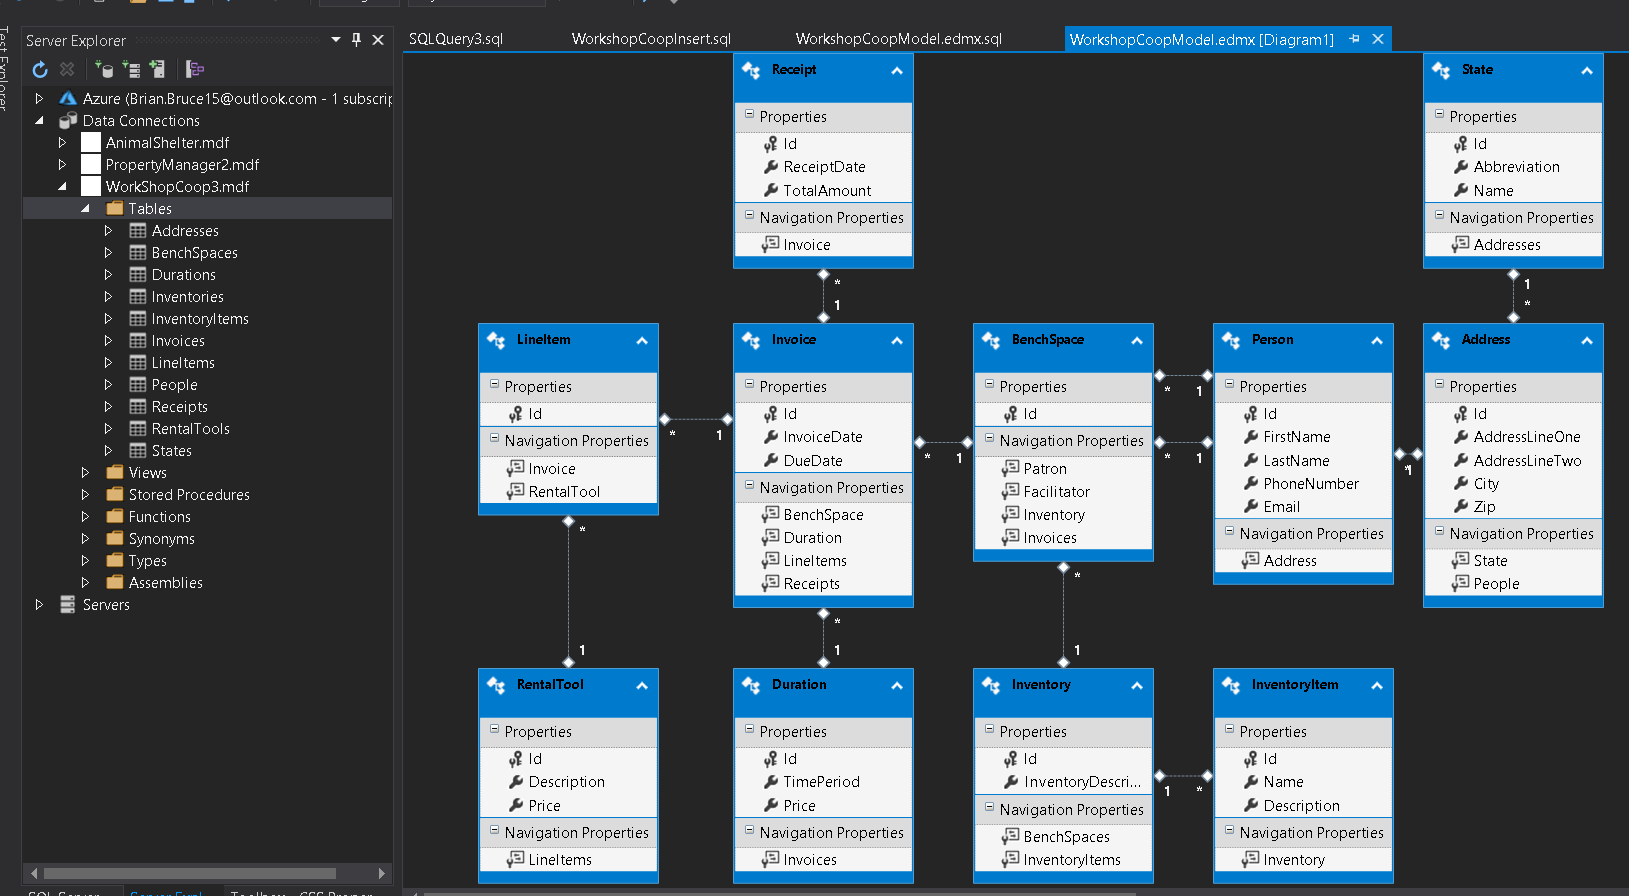 Test Explorer
Server Explorer
Azure (Brian.Bruce15@outlook.com - 1 subscrip
Data Connections
AnimalShelter.mdf
PropertyManager2.mdf
WorkShopCoop3.mdf
Tables
Addresses
BenchSpaces
Durations
Inventories
InventoryItems
Invoices
LineItems
People
Receipts
RentalTools
States
Views
Stored Procedures
Functions
Synonyms
Types
Assemblies
Servers
SQL Server
Server Expl
Toolbox
CSS Proper
SQLQuery3.sql
WorkshopCoopInsert.sql
WorkshopCoopModel.edmx.sql
WorkshopCoopModel.edmx [Diagram1]
Receipt
Properties
Id
ReceiptDate
TotalAmount
Navigation Properties
Invoice
*
1
State
Properties
Id
Abbreviation
Name
Navigation Properties
Addresses
1
*
LineItem
Properties
Id
Navigation Properties
Invoice
RentalTool
* 1
*
1
Invoice
Properties
Id
InvoiceDate
DueDate
Navigation Properties
BenchSpace
Duration
LineItems
Receipts
* 1
*
1
BenchSpace
Properties
Id
Navigation Properties
Patron
Facilitator
Inventory
Invoices
* 1
* 1
*
1
Person
Properties
Id
FirstName
LastName
PhoneNumber
Email
Navigation Properties
Address
* 1
Address
Properties
Id
AddressLineOne
AddressLineTwo
City
Zip
Navigation Properties
State
People
RentalTool
Properties
Id
Description
Price
Navigation Properties
LineItems
Duration
Properties
Id
TimePeriod
Price
Navigation Properties
Invoices
Inventory
Properties
Id
InventoryDescri...
Navigation Properties
BenchSpaces
InventoryItems
1 *
InventoryItem
Properties
Id
Name
Description
Navigation Properties
Inventory